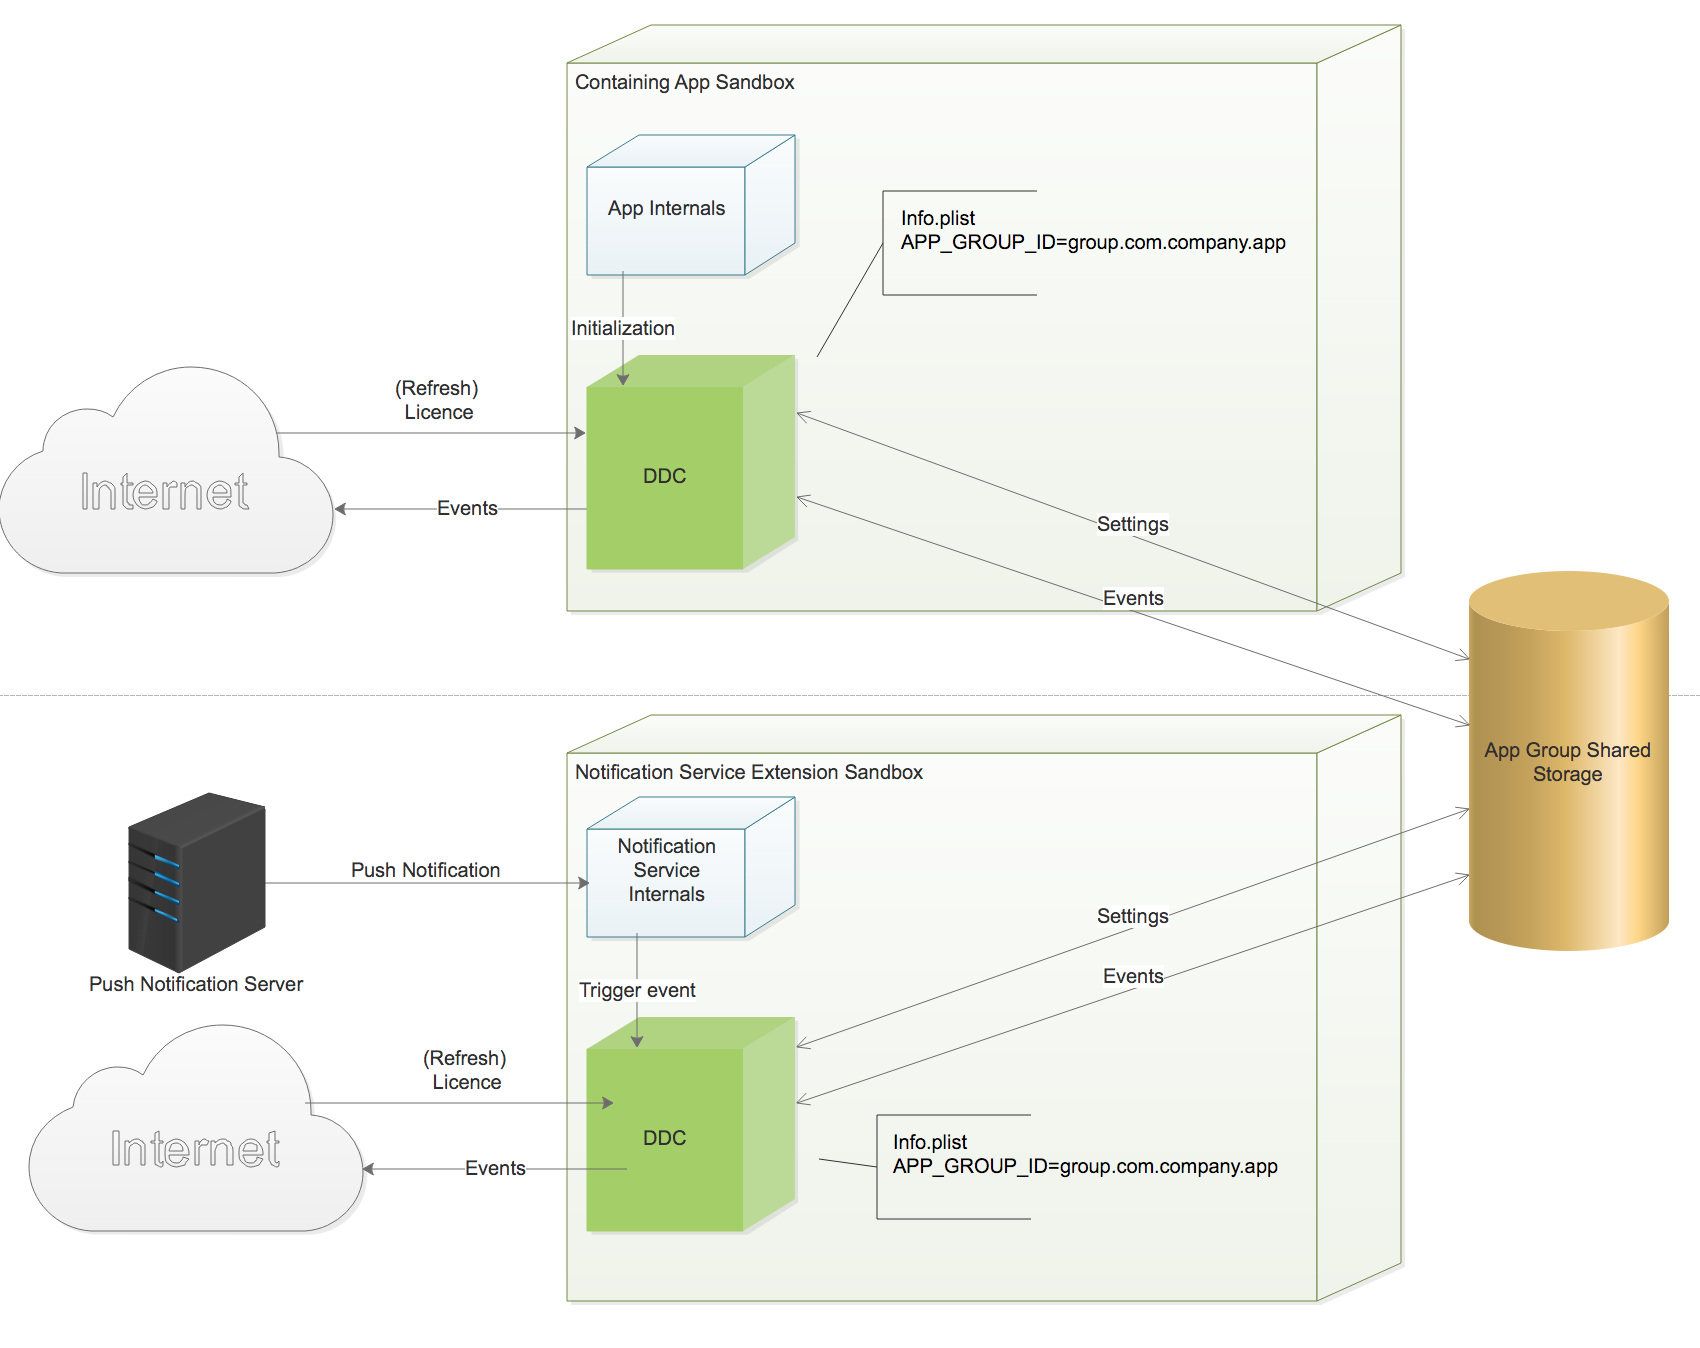 Containing App Sandbox
App Internals
Info.plist
APP_GROUP_ID=group.com.company.app
Initialization
(Refresh)
Licence
Internet
DDC
Events
Settings
Events
App Group Shared
Storage
Notification Service Extension Sandbox
Notification
Service
Internals
Push Notification
Push Notification Server
Settings
Events
Trigger event
(Refresh)
Licence
Internet
DDC
Events
Info.plist
APP_GROUP_ID=group.com.company.app